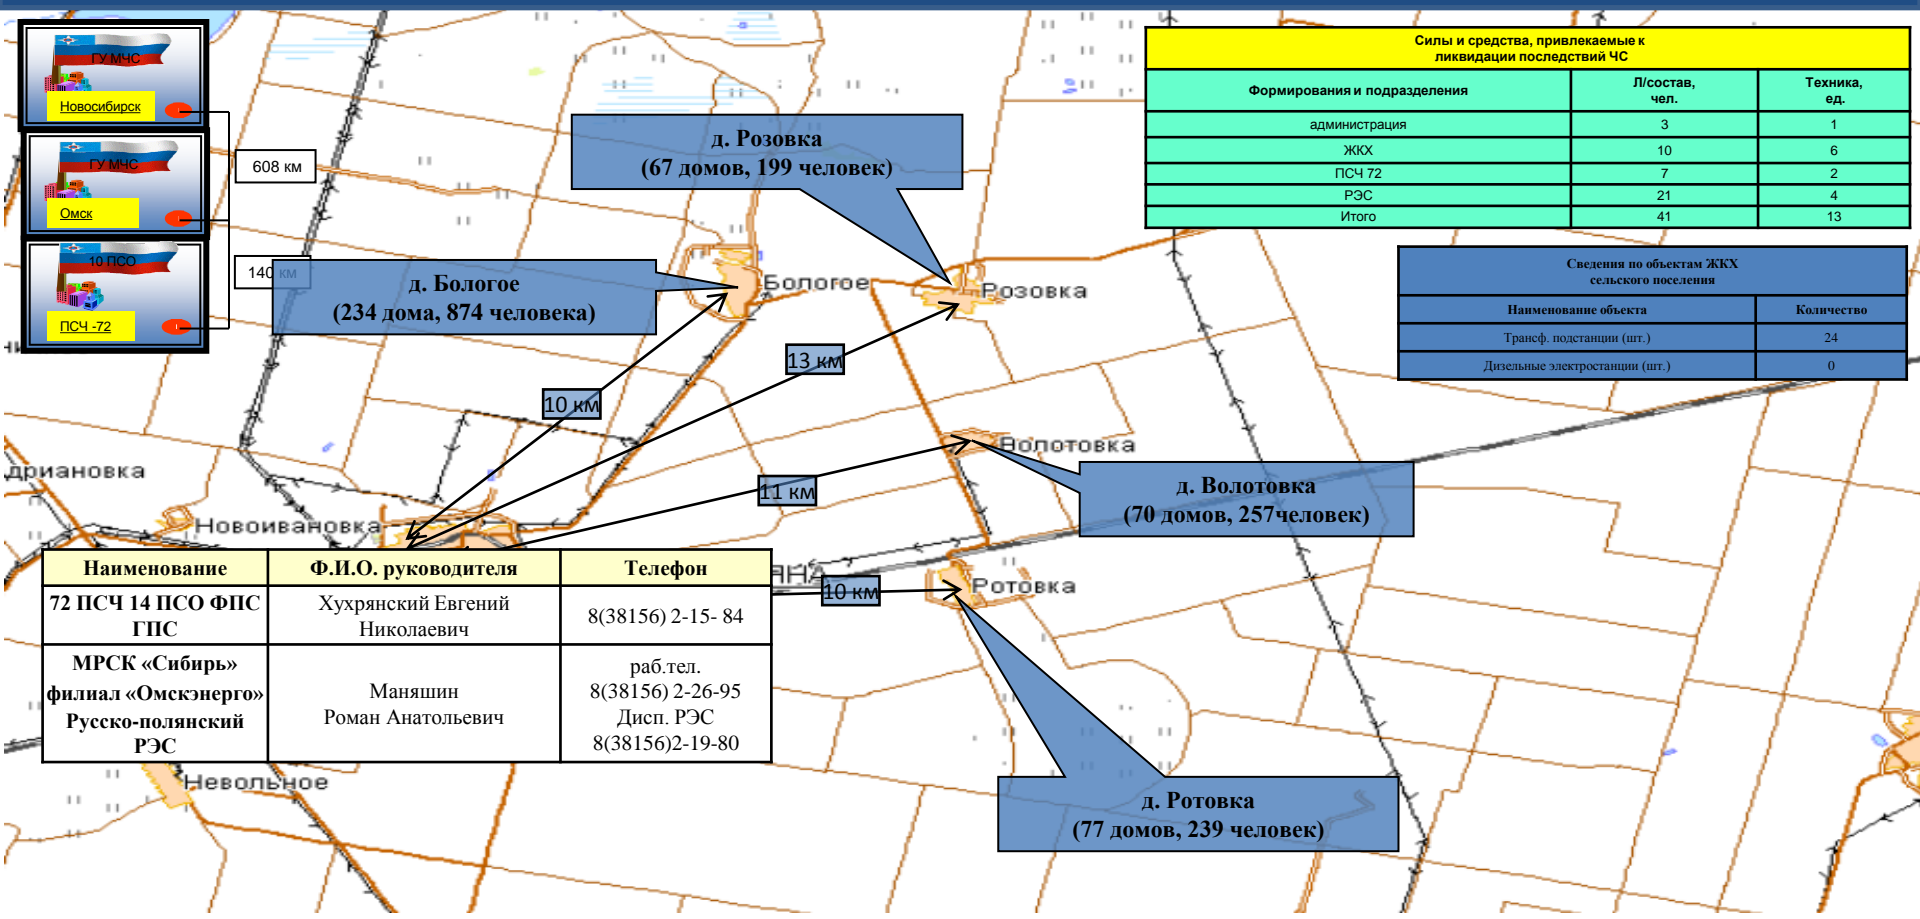 ГУ МЧС
Новосибирск
ГУ МЧС
Омск
10 ПСО
ПСЧ -72
608 км
140 км
д. Розовка
(67 домов, 199 человек)
д. Бологое
(234 дома, 874 человека)
Бологое
Розовка
13 км
10 км
11 км
10 км
Волотовка
д. Волотовка
(70 домов, 257человек)
Ротовка
д. Ротовка
(77 домов, 239 человек)
дриановка
Новоивановка
Невольное
Силы и средства, привлекаемые к
ликвидации последствий ЧС
Формирования и подразделения Л/состав, чел. Техника, ед.
администрация 3 1
ЖКХ 10 6
ПСЧ 72 7 2
РЭС 21 4
Итого 41 13
Сведения по объектам ЖКХ
сельского поселения
Наименование объекта Количество
Трансф. подстанции (шт.) 24
Дизельные электростанции (шт.) 0
Наименование Ф.И.О. руководителя Телефон
72 ПСЧ 14 ПСО ФПС ГПС Хухрянский Евгений Николаевич 8(38156) 2-15- 84
МРСК «Сибирь» филиал «Омскэнерго» Русско-полянский РЭС Маняшин Роман Анатольевич раб.тел. 8(38156) 2-26-95 Дисп. РЭС 8(38156)2-19-80